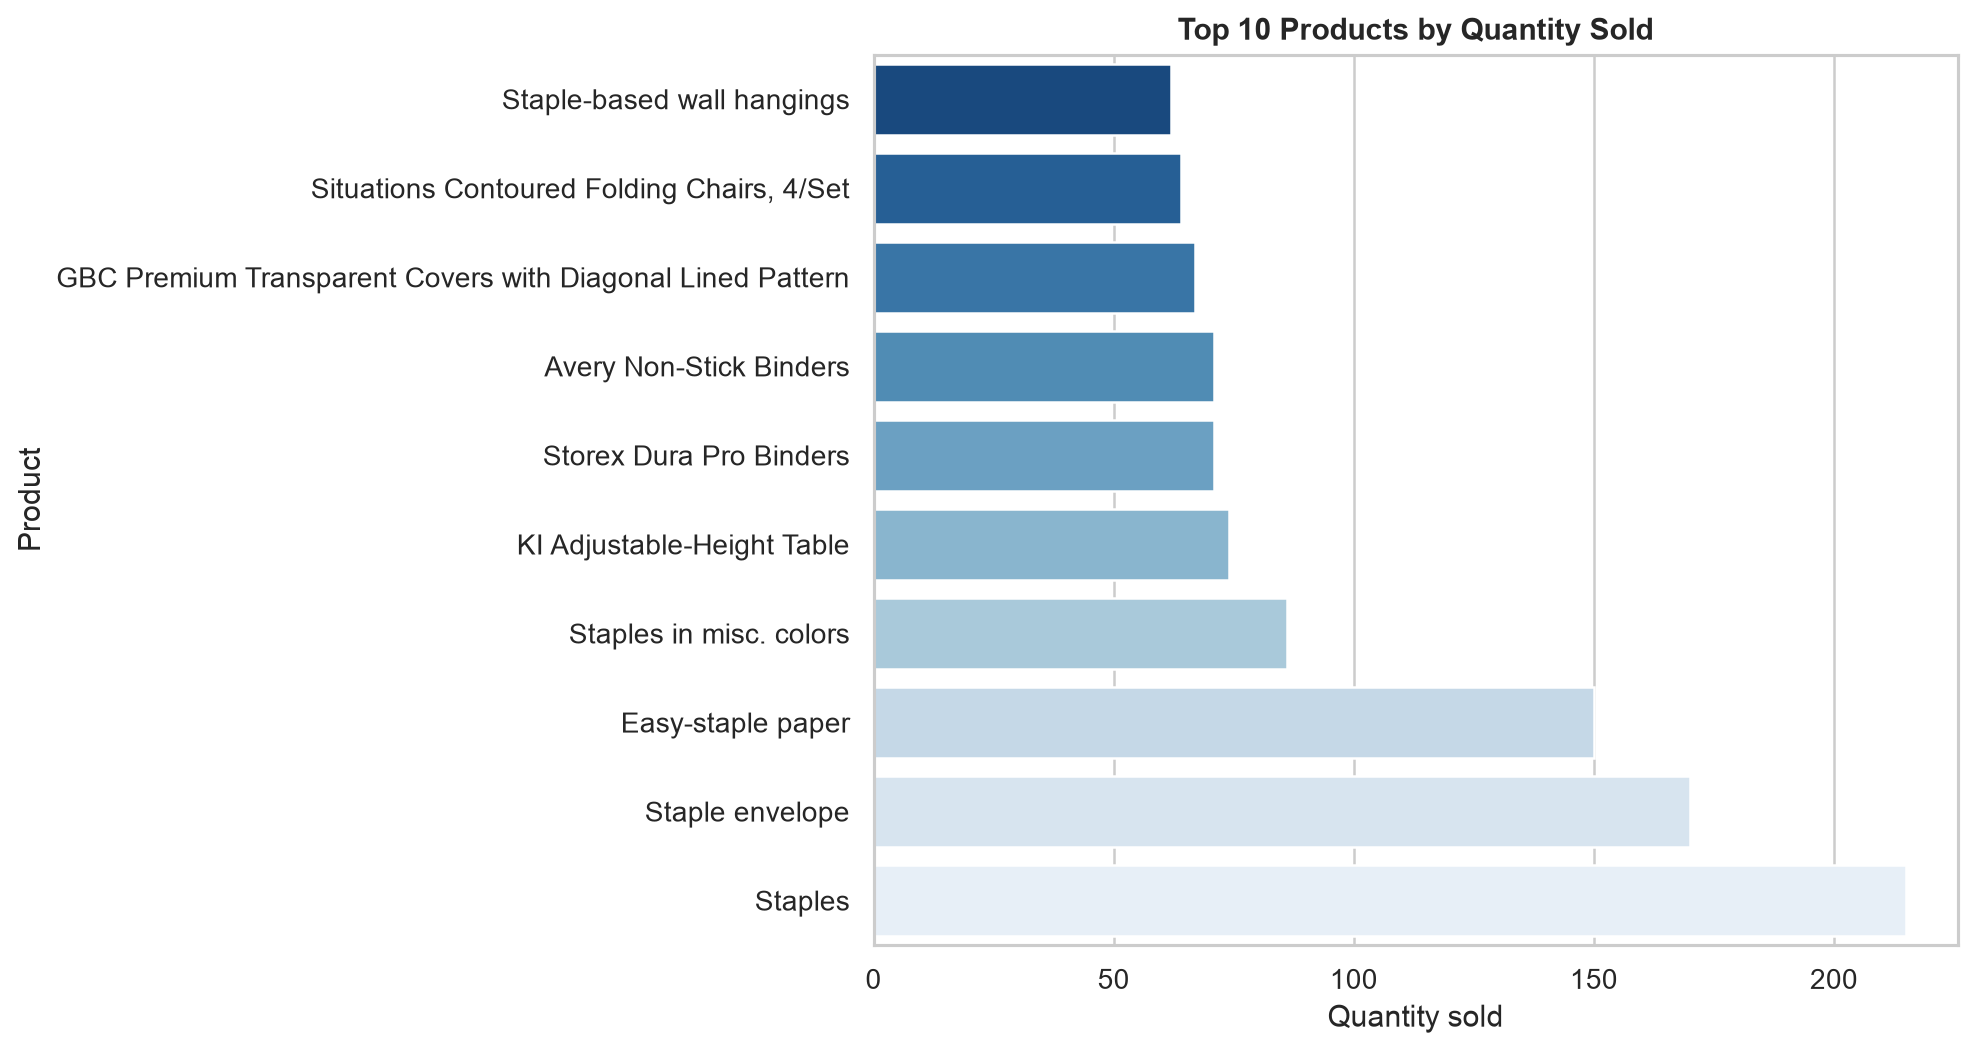 Top 10 Products by Quantity Sold
Staple-based wall hangings
Situations Contoured Folding Chairs, 4/Set
GBC Premium Transparent Covers with Diagonal Lined Pattern
Avery Non-Stick Binders
Storex Dura Pro Binders
KI Adjustable-Height Table
Staples in misc. colors
Easy-staple paper
Staple envelope
Staples
Product
0 50 100 150 200
Quantity sold